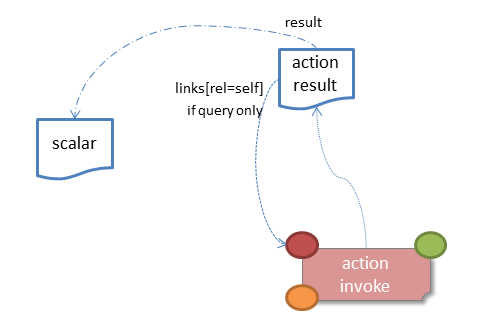 result
action
result
links[rel=self]
if query only
scalar
action
invoke